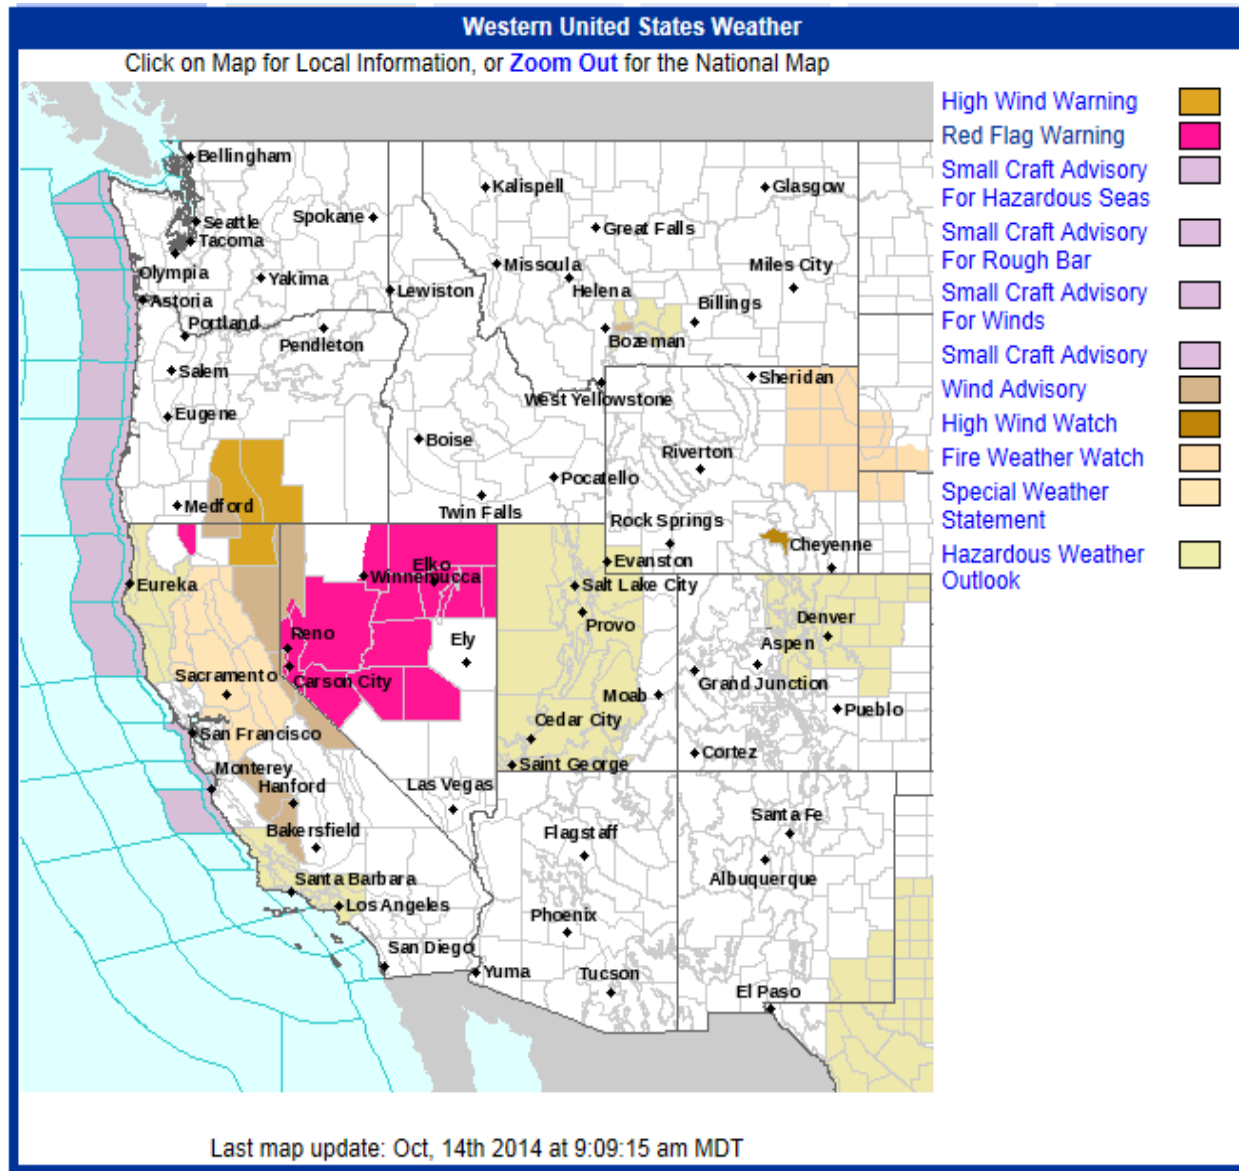 Western United States Weather
Click on Map for Local Information, or Zoom Out for the National Map
High Wind Warning
Red Flag Warning
Small Craft Advisory
For Hazardous Seas
Small Craft Advisory
For Rough Bar
Small Craft Advisory
For Winds
Small Craft Advisory
Wind Advisory
High Wind Watch
Fire Weather Watch
Special Weather
Statement
Hazardous Weather
Outlook
Bellingham
Kalispell
Glasgow
Seattle
Spokane
Great Falls
Tacoma
Olympia
Yakima
Missoula
Miles City
Helena
Lewiston
Astoria
Billings
Portland
Pendleton
Bozeman
Salem
Sheridan
West Yellowstone
Eugene
Boise
Riverton
Pocatello
Medford
Twin Falls
Rock Springs
Cheyenne
Evanston
Elko
Winnemucca
Eureka
Salt Lake City
Provo
Denver
Reno
Ely
Aspen
Sacramento
Carson City
Grand Junction
Moab
Pueblo
Cedar City
San Francisco
Cortez
Saint George
Monterey
Hanford
Las Vegas
Santa Fe
Bakersfield
Flagstaff
Santa Barbara
Albuquerque
Los Angeles
Phoenix
San Diego
Yuma
Tucson
El Paso
Last map update: Oct, 14th 2014 at 9:09:15 am MDT